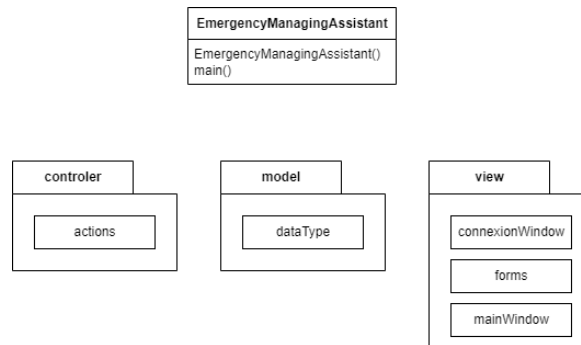 EmergencyManagingAssistant
EmergencyManagingAssistant()
main()
controler
model
view
actions
dataType
connexionWindow
forms
mainWindow